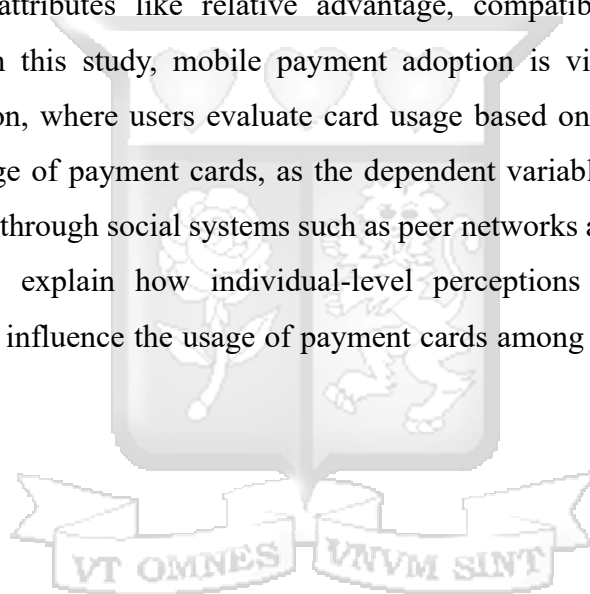 attributes like relative advantage, compatib
this study, mobile payment adoption is vi
on, where users evaluate card usage based on
ge of payment cards, as the dependent variabl
through social systems such as peer networks a
explain how individual-level perceptions
influence the usage of payment cards among
VT OMNES VNVM SINT